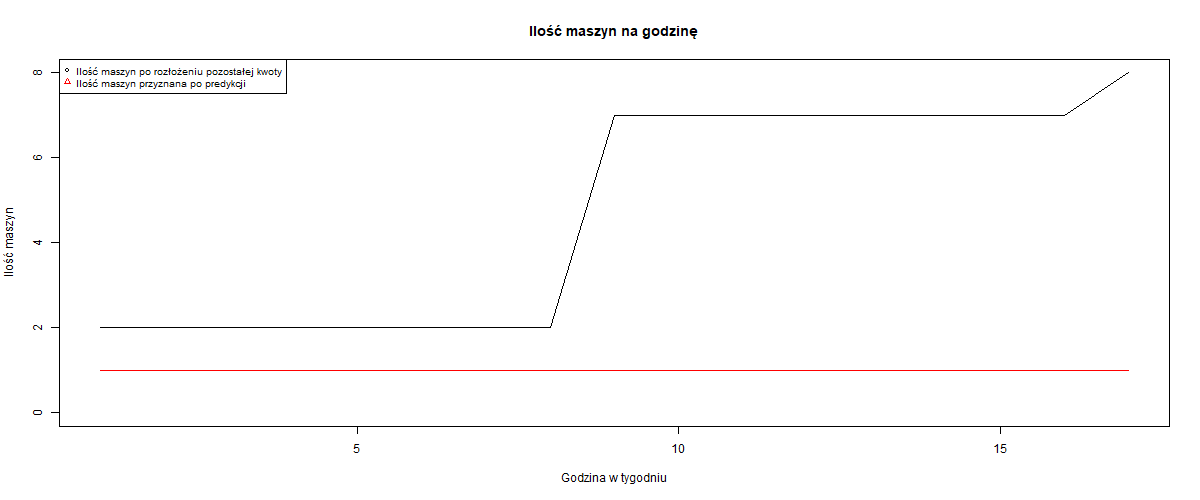 Ilość maszyn na godzinę
Ilość maszyn po rozłożeniu pozostałej kwoty
Ilość maszyn przyznana po predykcji
8
6
4
2
0
Ilość maszyn
5 10 15
Godzina w tygodniu